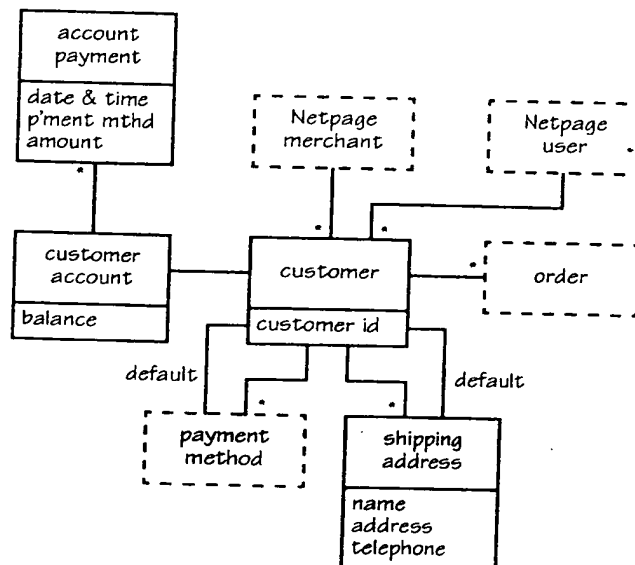 account
payment
date & time
p'ment mthd
amount
*
Netpage
merchant
*
Netpage
user
*
customer
account
balance
customer
customer id
*
order
default
*
payment
method
default
*
shipping
address
name
address
telephone